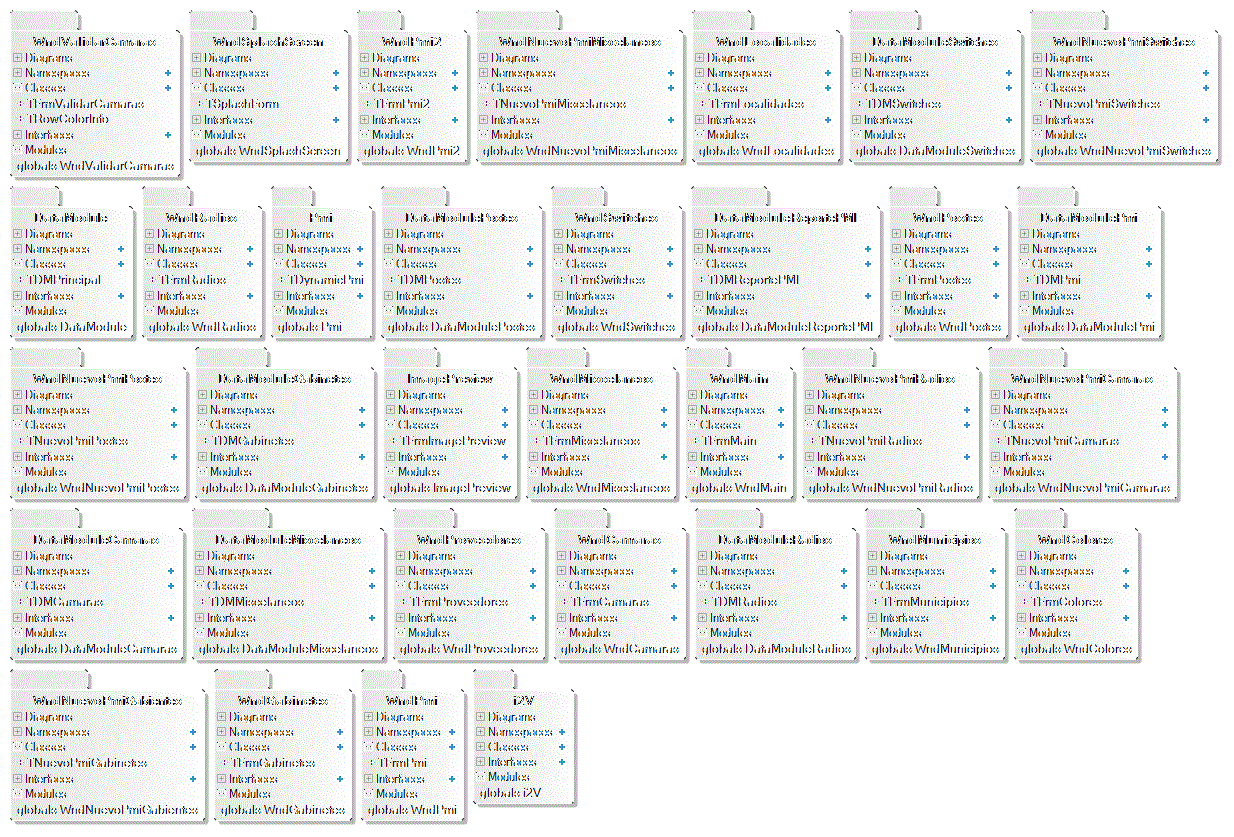 WndValidarCamaras
Diagrams
Namespaces
Classes
TFrmValidarCamaras
TRowColorInfo
Interfaces
Modules
globals WndValidarCamaras
WndSplashScreen
Diagrams
Namespaces
Classes
TSplashForm
Interfaces
Modules
globals WndSplashScreen
WndPmi2
Diagrams
Namespaces
Classes
TFrmPmi2
Interfaces
Modules
globals WndPmi2
WndNuevoPmiMiscelaneos
Diagrams
Namespaces
Classes
TNuevoPmiMiscelaneos
Interfaces
Modules
globals WndNuevoPmiMiscelaneos
WndLocalidades
Diagrams
Namespaces
Classes
TFrmLocalidades
Interfaces
Modules
globals WndLocalidades
DataModuleSwitches
Diagrams
Namespaces
Classes
TDMSwitches
Interfaces
Modules
globals DataModuleSwitches
WndNuevoPmiSwitches
Diagrams
Namespaces
Classes
TNuevoPmiSwitches
Interfaces
Modules
globals WndNuevoPmiSwitches
DataModule
Diagrams
Namespaces
Classes
TDMPrincipal
Interfaces
Modules
globals DataModule
WndRadios
Diagrams
Namespaces
Classes
TFrmRadios
Interfaces
Modules
globals WndRadios
Pmi
Diagrams
Namespaces
Classes
TDynamicPmi
Interfaces
Modules
globals Pmi
DataModulePostes
Diagrams
Namespaces
Classes
TDMPostes
Interfaces
Modules
globals DataModulePostes
WndSwitches
Diagrams
Namespaces
Classes
TFrmSwitches
Interfaces
Modules
globals WndSwitches
DataModuleReportePMI
Diagrams
Namespaces
Classes
TDMReportePMI
Interfaces
Modules
globals DataModuleReportePMI
WndPostes
Diagrams
Namespaces
Classes
TFrmPostes
Interfaces
Modules
globals WndPostes
DataModulePmi
Diagrams
Namespaces
Classes
TDMPmi
Interfaces
Modules
globals DataModulePmi
WndNuevoPmiPostes
Diagrams
Namespaces
Classes
TNuevoPmiPostes
Interfaces
Modules
globals WndNuevoPmiPostes
DataModuleGabinetes
Diagrams
Namespaces
Classes
TDMGabinetes
Interfaces
Modules
globals DataModuleGabinetes
ImagePreview
Diagrams
Namespaces
Classes
TFrmImagePreview
Interfaces
Modules
globals ImagePreview
WndMiscelaneos
Diagrams
Namespaces
Classes
TFrmMiscelaneos
Interfaces
Modules
globals WndMiscelaneos
WndMain
Diagrams
Namespaces
Classes
TFrmMain
Interfaces
Modules
globals WndMain
WndNuevoPmiRadios
Diagrams
Namespaces
Classes
TNuevoPmiRadios
Interfaces
Modules
globals WndNuevoPmiRadios
WndNuevoPmiCamaras
Diagrams
Namespaces
Classes
TNuevoPmiCamaras
Interfaces
Modules
globals WndNuevoPmiCamaras
DataModuleCamaras
Diagrams
Namespaces
Classes
TDMCamaras
Interfaces
Modules
globals DataModuleCamaras
DataModuleMiscelaneos
Diagrams
Namespaces
Classes
TDMMiscelaneos
Interfaces
Modules
globals DataModuleMiscelaneos
WndProveedores
Diagrams
Namespaces
Classes
TFrmProveedores
Interfaces
Modules
globals WndProveedores
WndCamaras
Diagrams
Namespaces
Classes
TFrmCamaras
Interfaces
Modules
globals WndCamaras
DataModuleRadios
Diagrams
Namespaces
Classes
TDMRadios
Interfaces
Modules
globals DataModuleRadios
WndMunicipios
Diagrams
Namespaces
Classes
TFrmMunicipios
Interfaces
Modules
globals WndMunicipios
WndColores
Diagrams
Namespaces
Classes
TFrmColores
Interfaces
Modules
globals WndColores
WndNuevoPmiGabientes
Diagrams
Namespaces
Classes
TNuevoPmiGabinetes
Interfaces
Modules
globals WndNuevoPmiGabientes
WndGabinetes
Diagrams
Namespaces
Classes
TFrmGabinetes
Interfaces
Modules
globals WndGabinetes
WndPmi
Diagrams
Namespaces
Classes
TFrmPmi
Interfaces
Modules
globals WndPmi
i2V
Diagrams
Namespaces
Classes
Interfaces
Modules
globals i2V